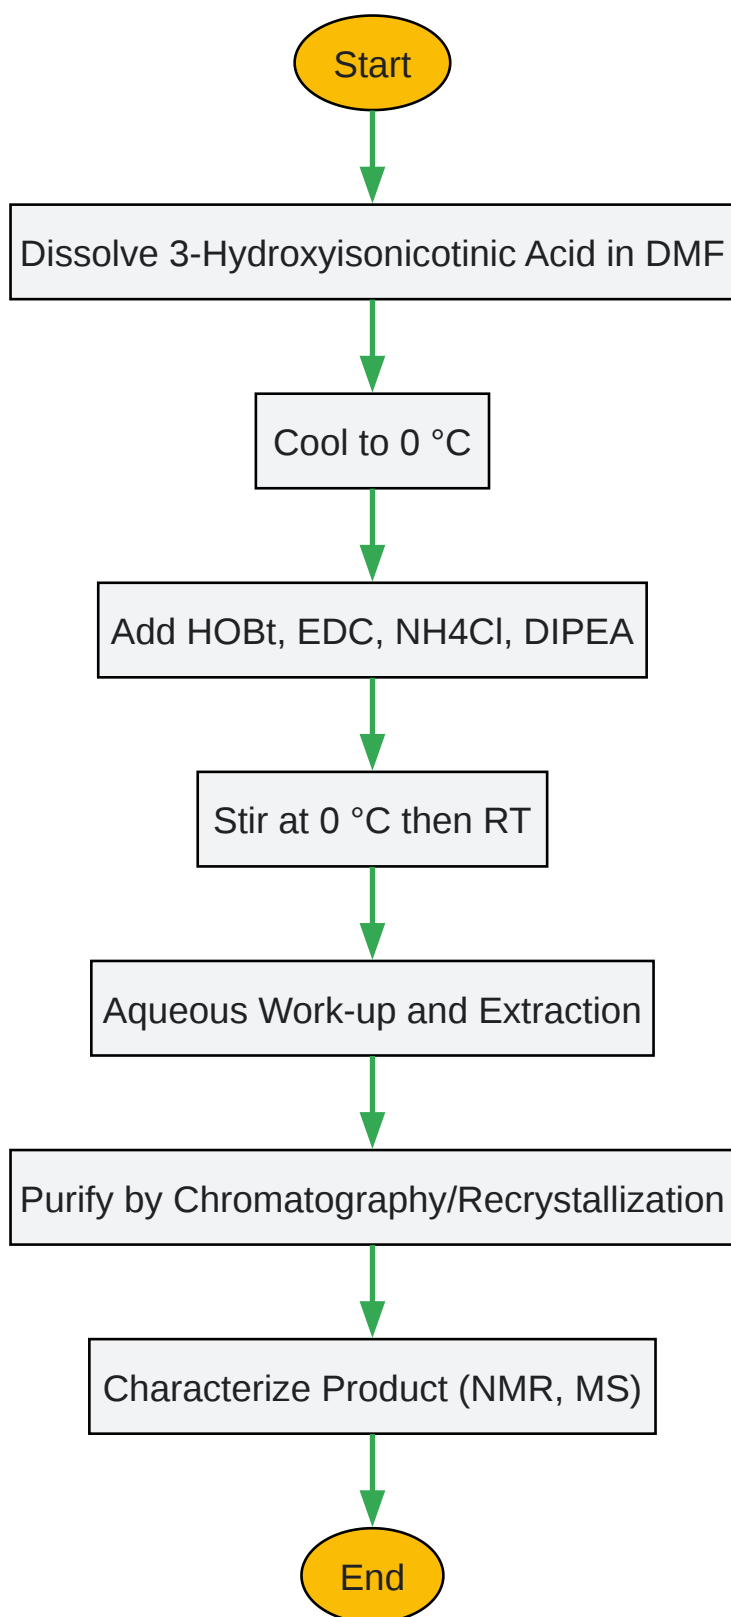 Start
Dissolve 3-Hydroxyisonicotinic Acid in DMF
Cool to 0 °C
Add HOBt, EDC, NH4Cl, DIPEA
Stir at 0 °C then RT
Aqueous Work-up and Extraction
Purify by Chromatography/Recrystallization
Characterize Product (NMR, MS)
End